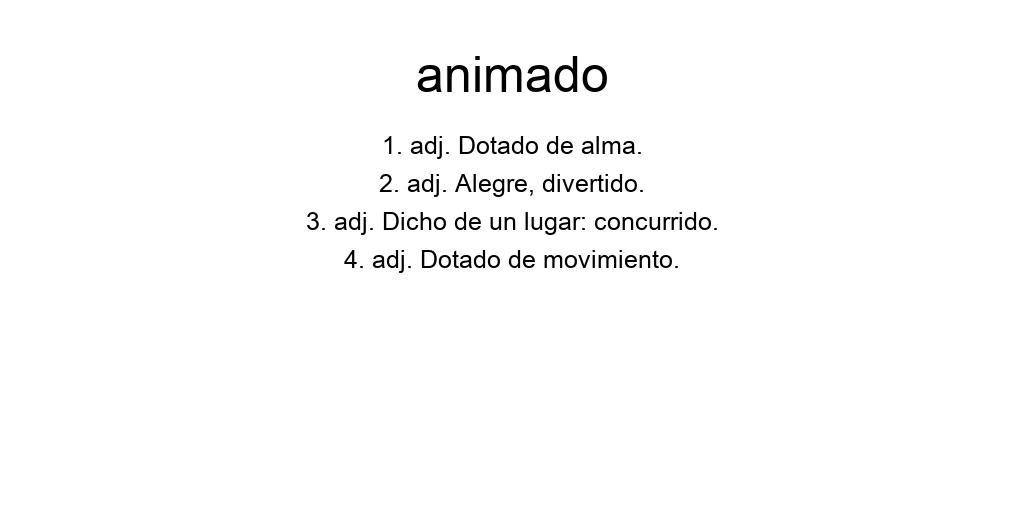 animado
1. adj. Dotado de alma.
2. adj. Alegre, divertido.
3. adj. Dicho de un lugar: concurrido.
4. adj. Dotado de movimiento.